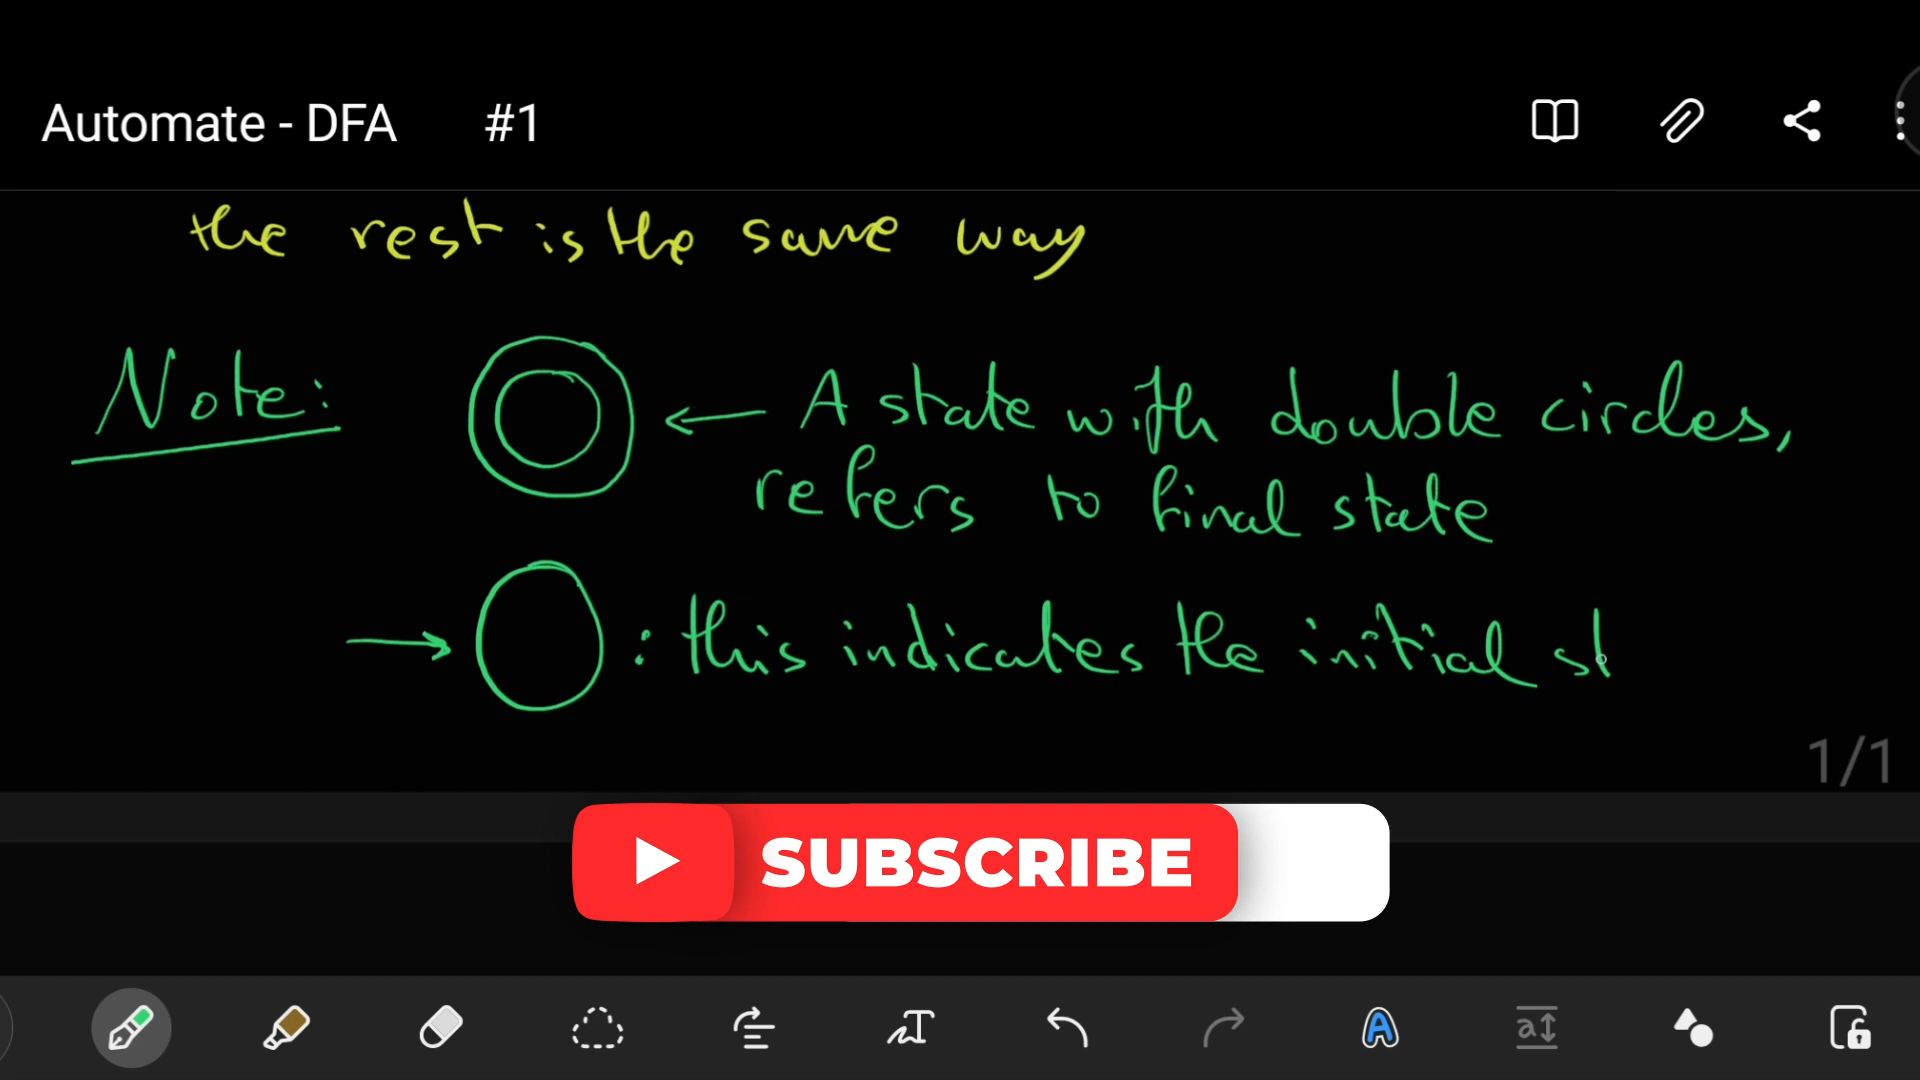 Automate - DFA #1
the rest is the same way
Note: ← A state with double circles,
refers to final state
→ : this indicates the initial st
1/1
SUBSCRIBE